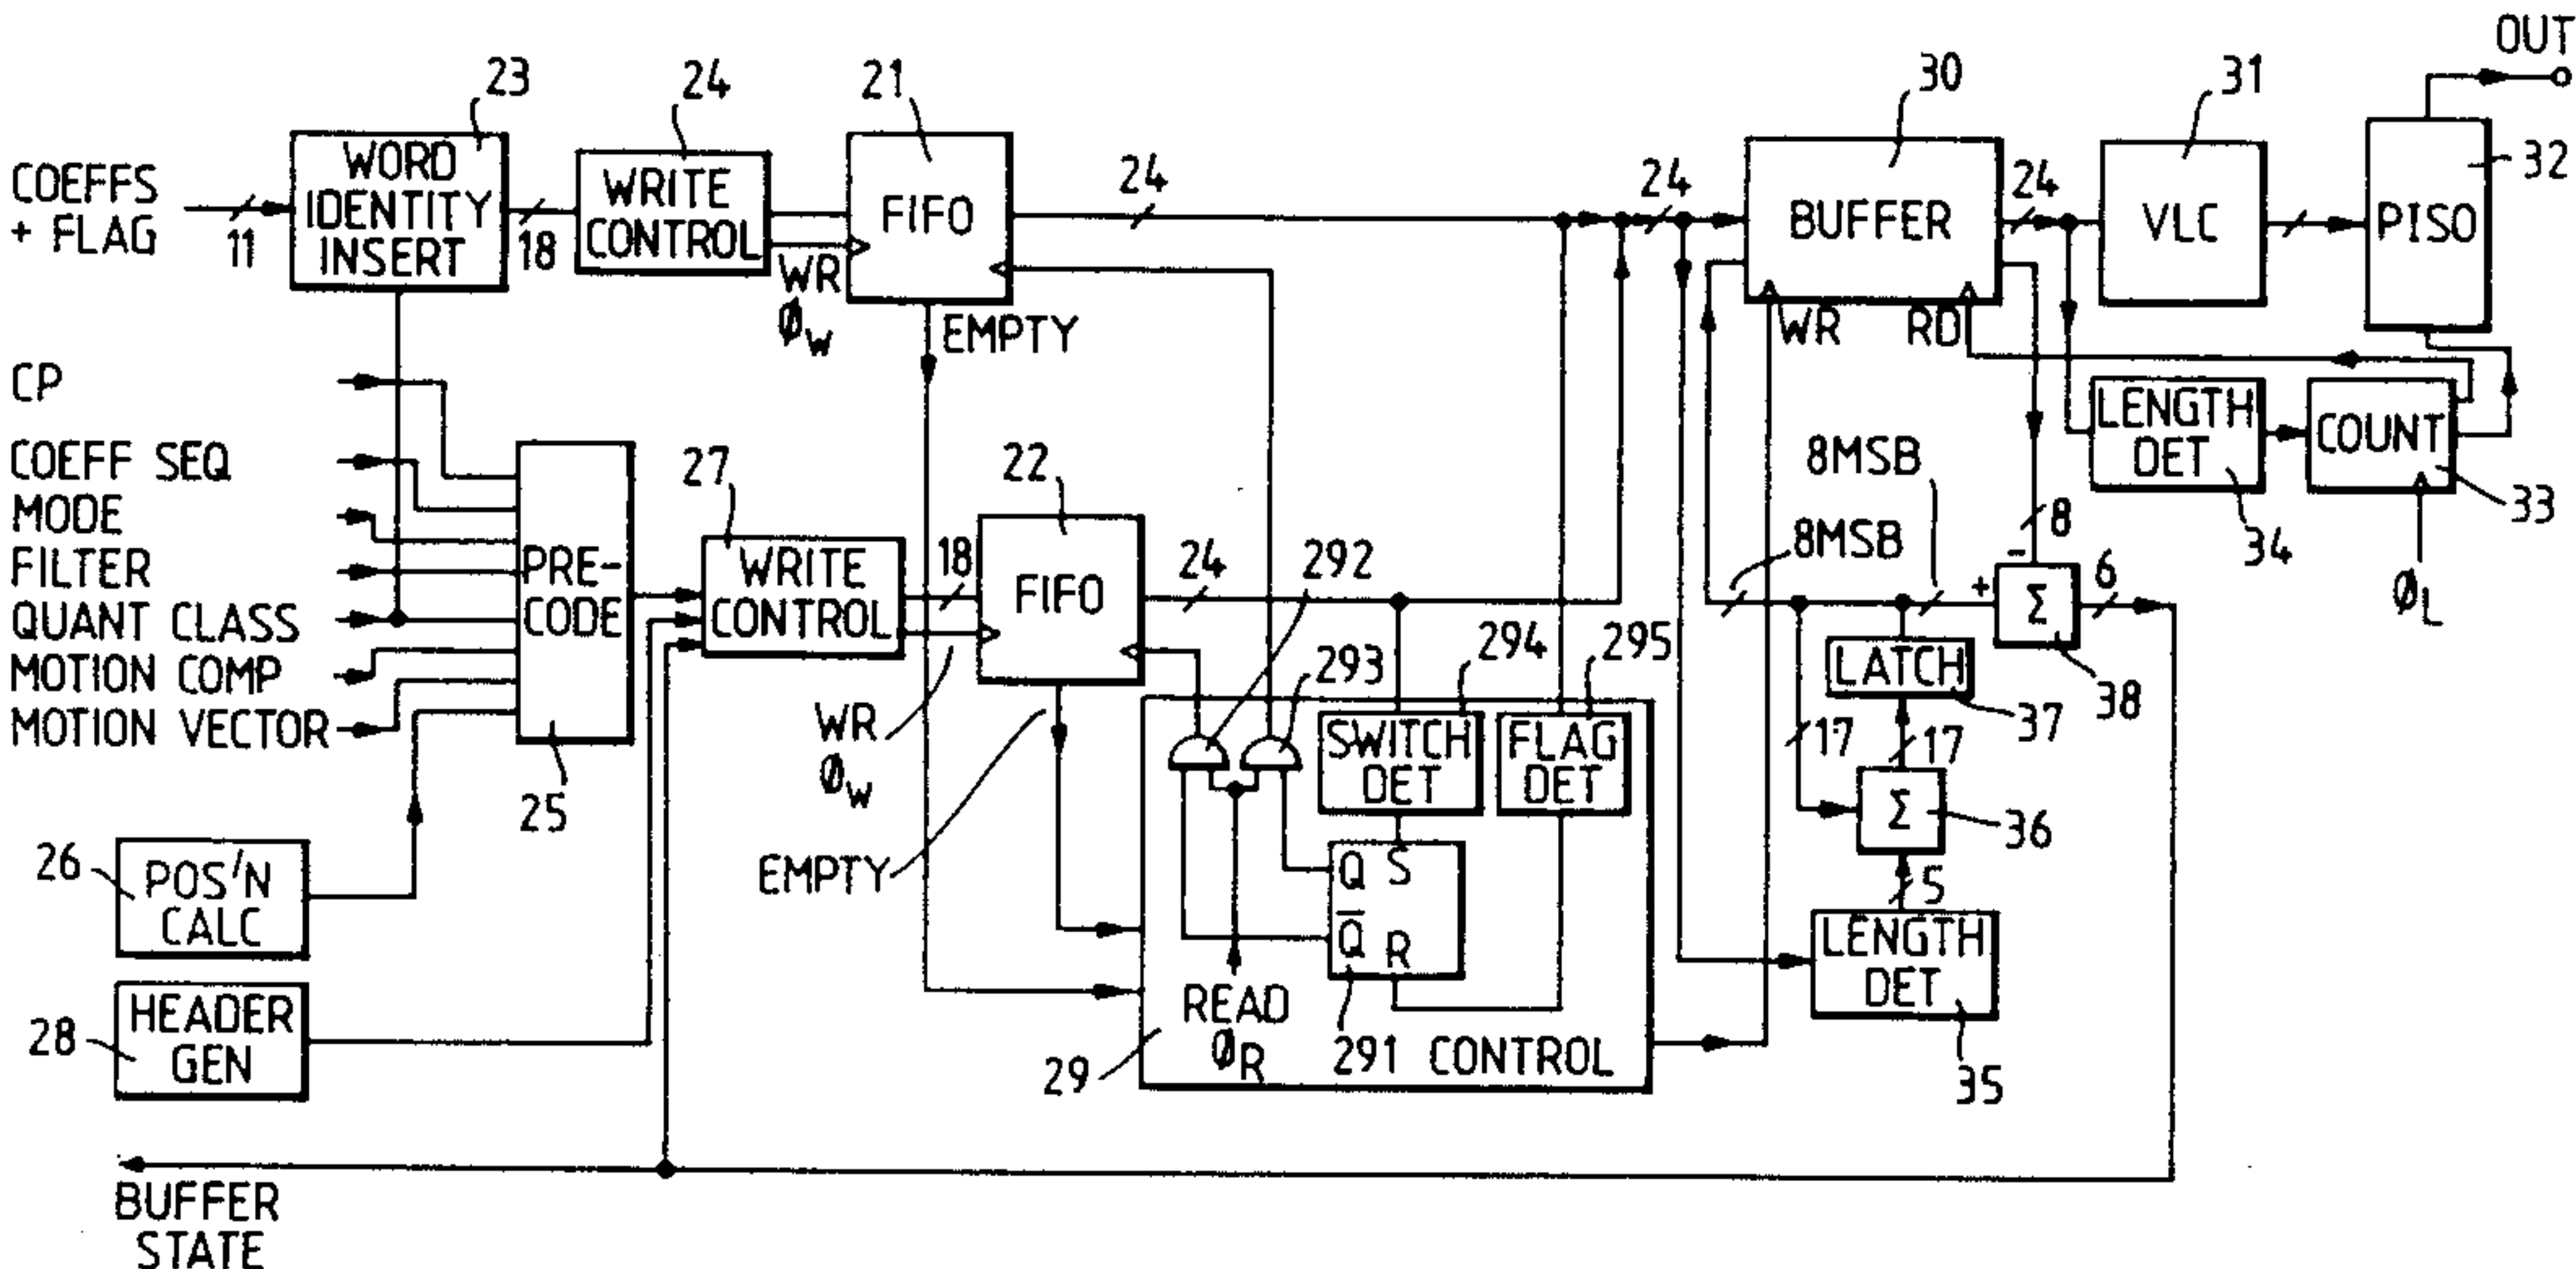 OUT
23
24
21
30
31
32
COEFFS
+ FLAG
11
WORD
IDENTITY
INSERT
18
WRITE
CONTROL
WR
Øw
FIFO
EMPTY
24
24
BUFFER
WR
RD
24
VLC
PISO
CP
COEFF SEQ
MODE
FILTER
QUANT CLASS
MOTION COMP
MOTION VECTOR
PRE-
CODE
25
27
WRITE
CONTROL
18
WR
Øw
22
FIFO
24
EMPTY
292
293
294
295
SWITCH
DET
FLAG
DET
Q S
Q̅ R
READ
ØR
291 CONTROL
29
8MSB
8MSB
8
-
+
Σ
6
38
LENGTH
DET
34
COUNT
33
ØL
LATCH
37
17
17
Σ
36
5
LENGTH
DET
35
26
POS'N
CALC
28
HEADER
GEN
BUFFER
STATE